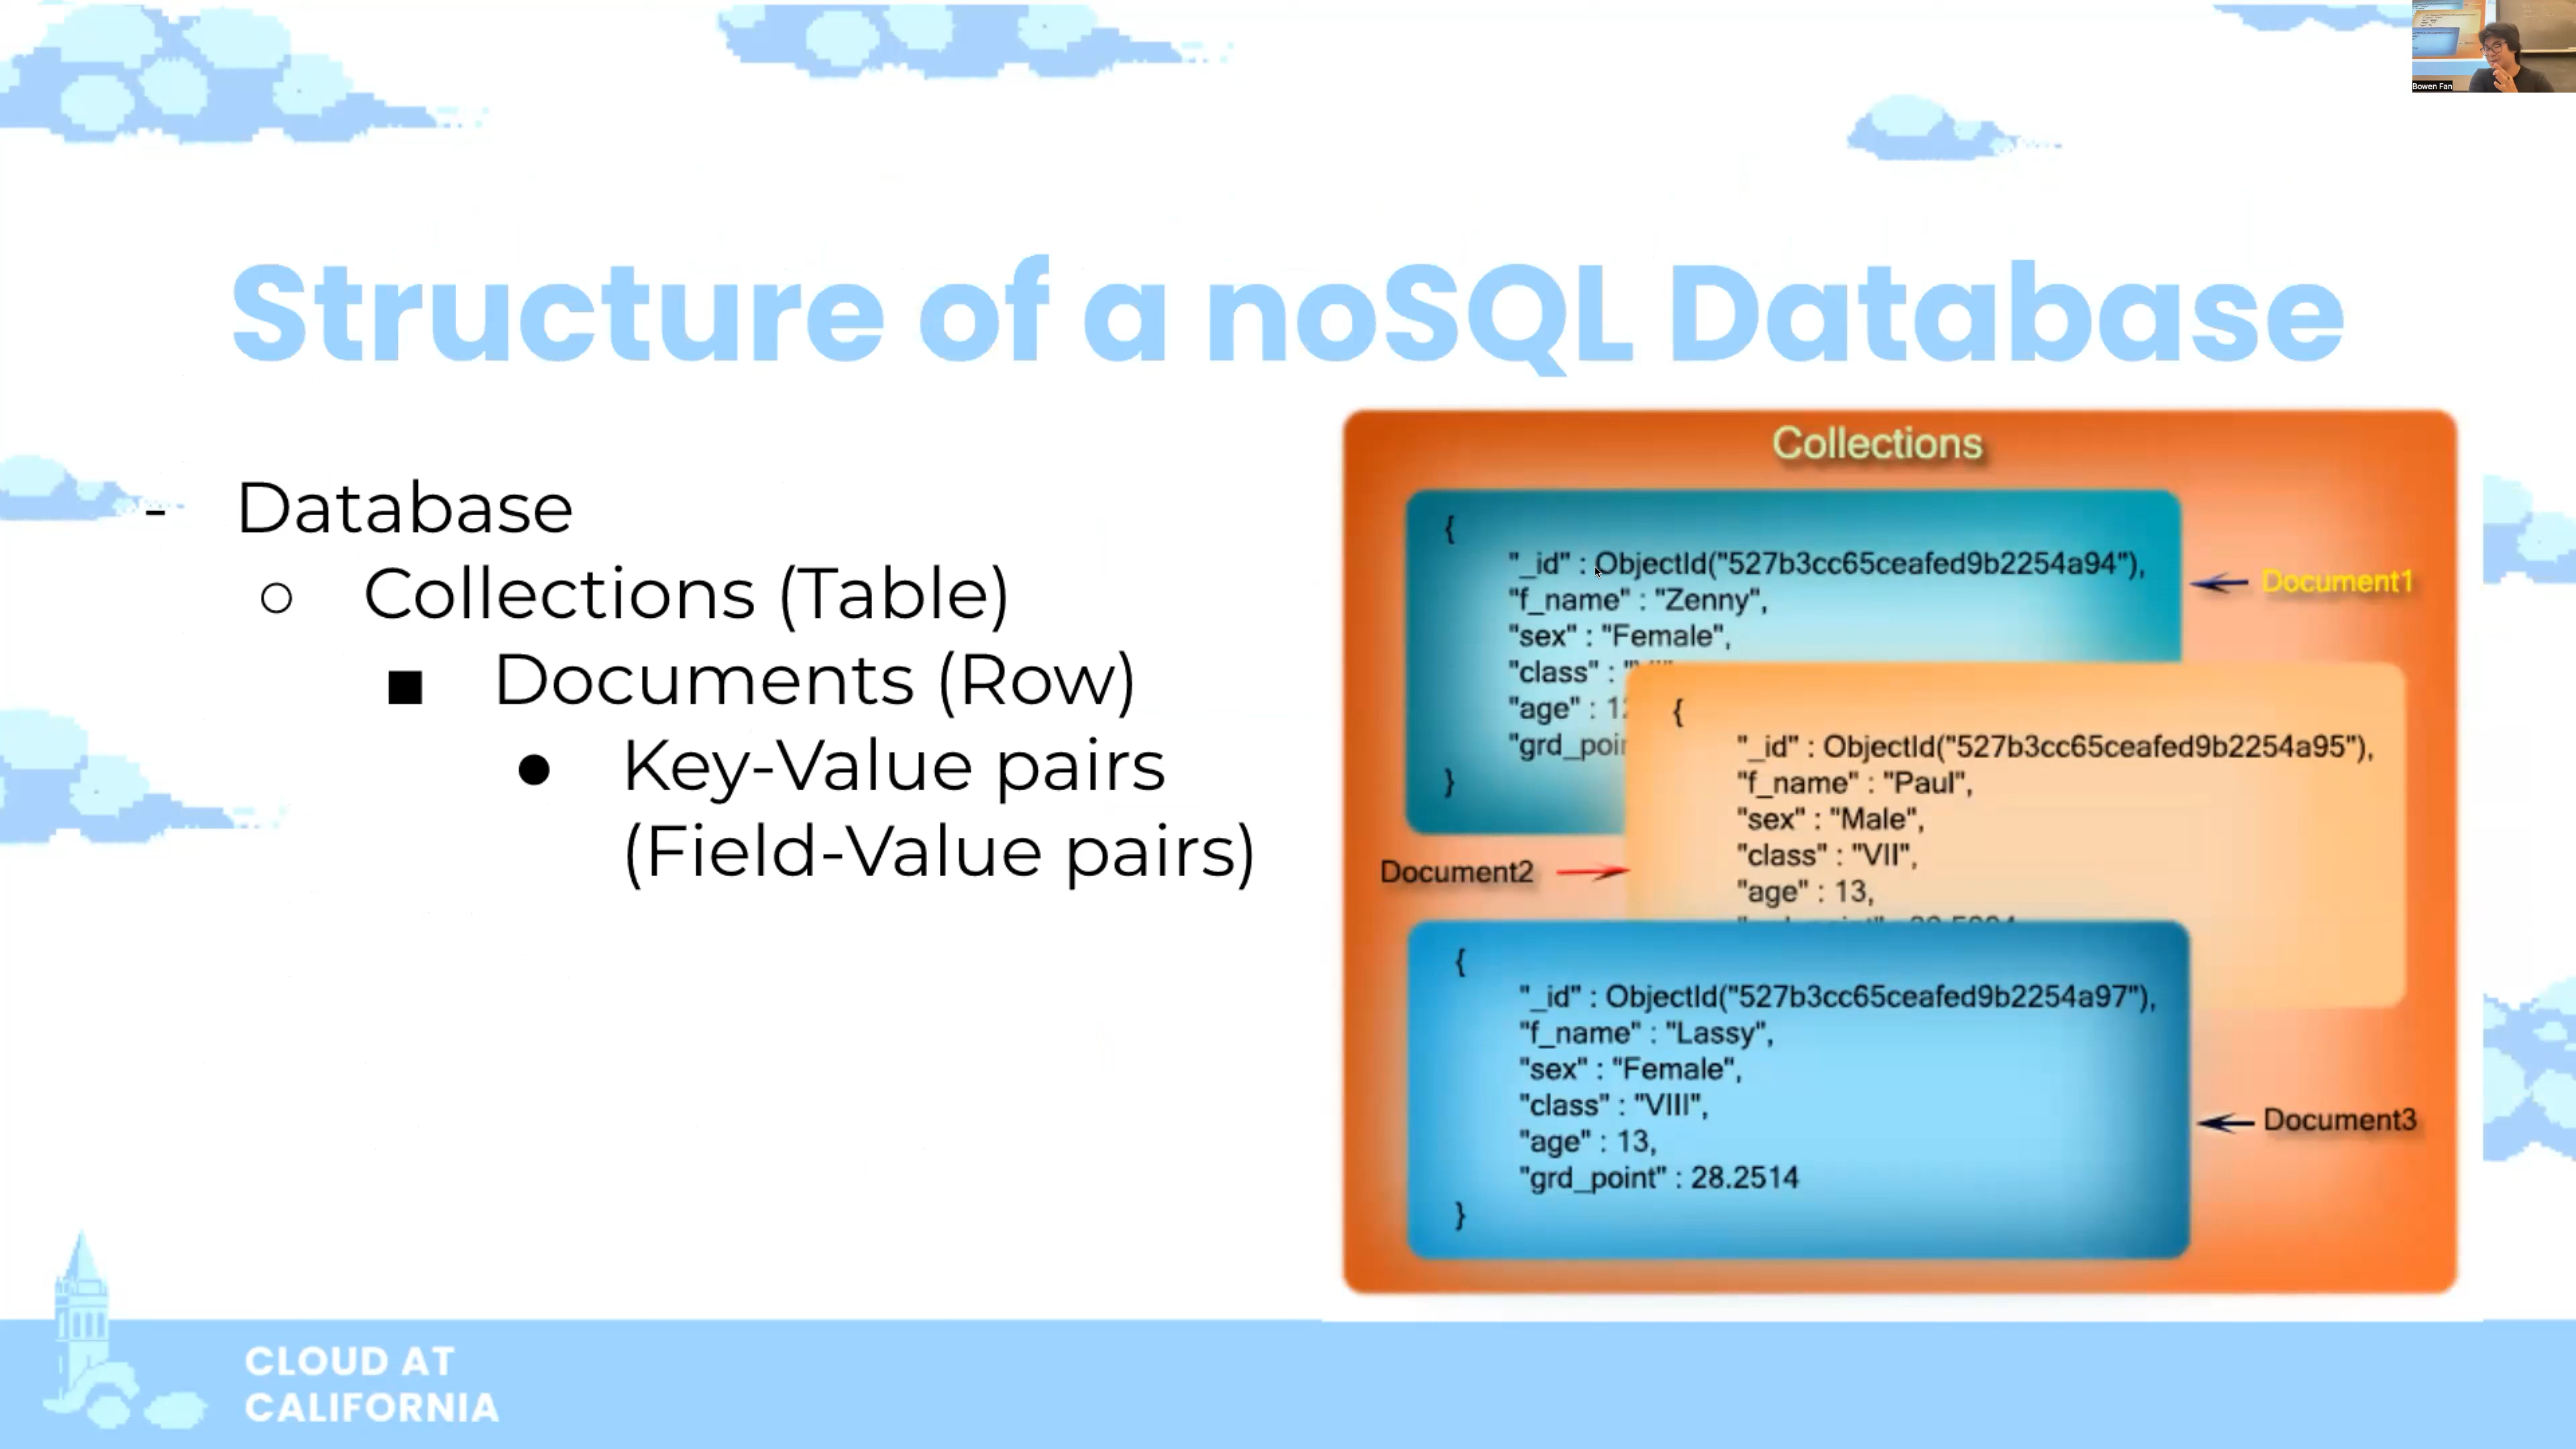 Bowen Fan
Structure of a noSQL Database
- Database
○ Collections (Table)
■ Documents (Row)
● Key-Value pairs
(Field-Value pairs)
Collections
{
"_id" : ObjectId("527b3cc65ceafed9b2254a94"),
"f_name" : "Zenny",
"sex" : "Female",
"class" :
"age" :
}
Document1
{
"_id" : ObjectId("527b3cc65ceafed9b2254a95"),
"f_name" : "Paul",
"sex" : "Male",
"class" : "VII",
"age" : 13,
Document2
{
"_id" : ObjectId("527b3cc65ceafed9b2254a97"),
"f_name" : "Lassy",
"sex" : "Female",
"class" : "VIII",
"age" : 13,
"grd_point" : 28.2514
}
Document3
CLOUD AT
CALIFORNIA